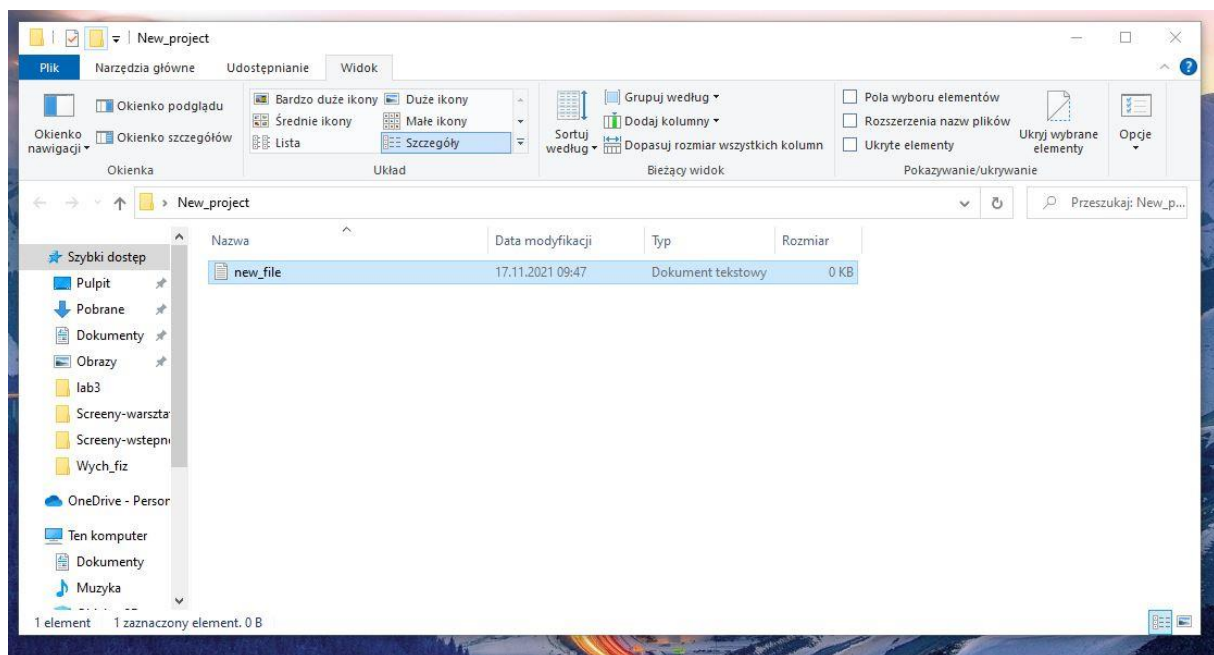 New_project
Plik Narzędzia główne Udostępnianie Widok
Okienko nawigacji
Okienko podglądu
Okienko szczegółów
Okienka
Bardzo duże ikony Duże ikony
Średnie ikony Małe ikony
Lista Szczegóły
Układ
Sortuj według
Grupuj według
Dodaj kolumny
Dopasuj rozmiar wszystkich kolumn
Bieżący widok
Pola wyboru elementów
Rozszerzenia nazw plików
Ukryte elementy
Ukryj wybrane elementy
Pokazywanie/ukrywanie
Opcje
New_project
Przeszukaj: New_p...
Nazwa Data modyfikacji Typ Rozmiar
new_file 17.11.2021 09:47 Dokument tekstowy 0 KB
Szybki dostęp
Pulpit
Pobrane
Dokumenty
Obrazy
lab3
Screeny-warszta
Screeny-wstepn
Wych_fiz
OneDrive - Person
Ten komputer
Dokumenty
Muzyka
1 element 1 zaznaczony element. 0 B